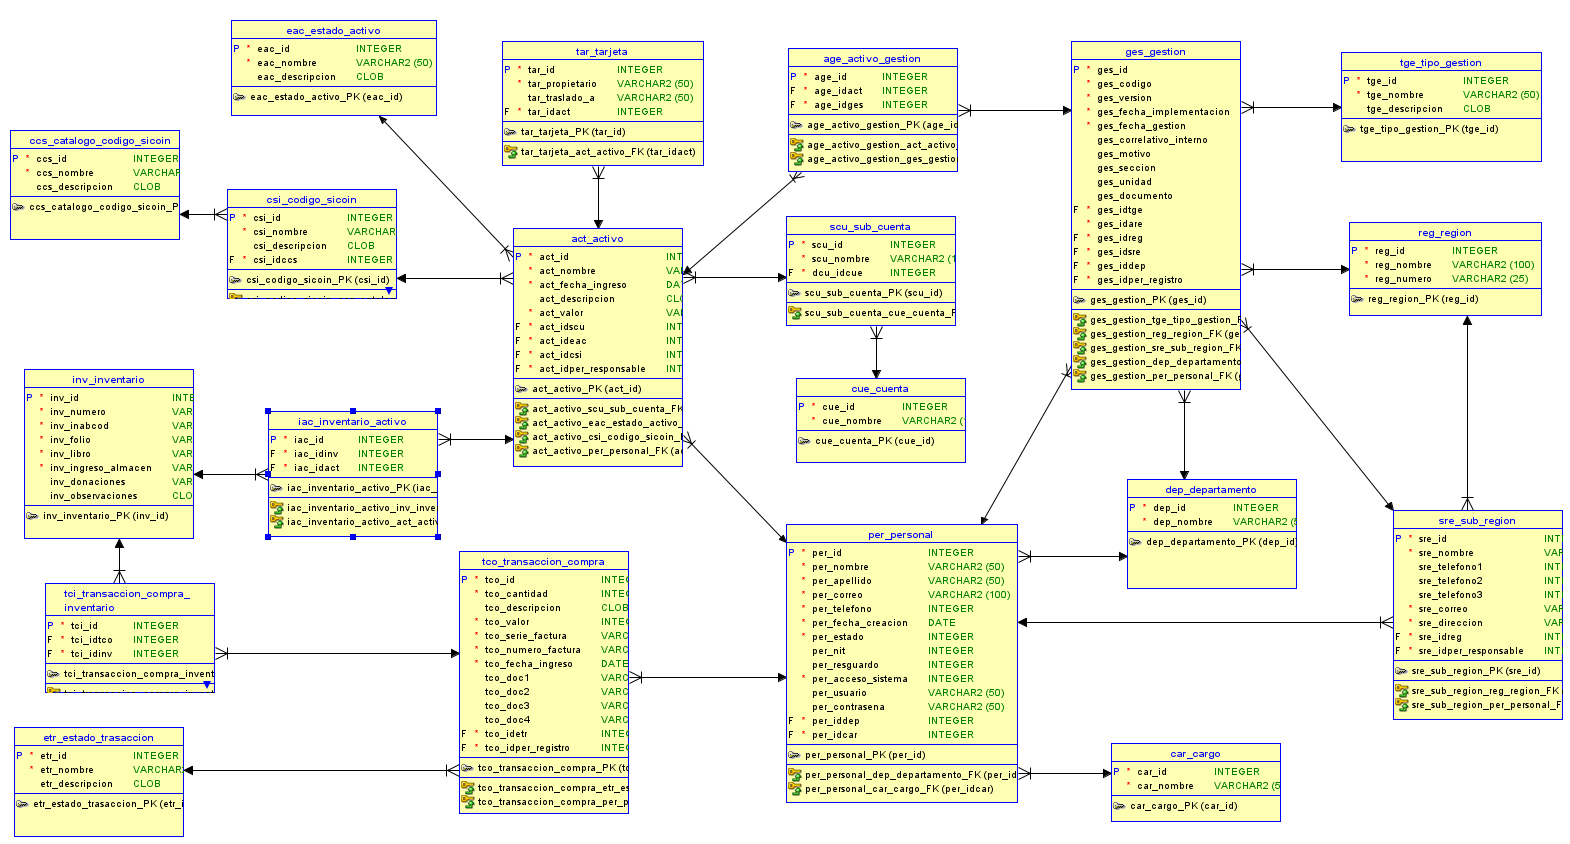 eac_estado_activo
P * eac_id INTEGER
* eac_nombre VARCHAR2 (50)
eac_descripcion CLOB
eac_estado_activo_PK (eac_id)
tar_tarjeta
P * tar_id INTEGER
* tar_propietario VARCHAR2 (50)
* tar_traslado_a VARCHAR2 (50)
F * tar_idact INTEGER
tar_tarjeta_PK (tar_id)
tar_tarjeta_act_activo_FK (tar_idact)
age_activo_gestion
P * age_id INTEGER
F * age_idact INTEGER
F * age_idges INTEGER
age_activo_gestion_PK (age_id
age_activo_gestion_act_activo_
age_activo_gestion_ges_gestio
ges_gestion
P * ges_id
* ges_codigo
* ges_version
* ges_fecha_implementacion
* ges_fecha_gestion
ges_correlativo_interno
ges_motivo
ges_seccion
ges_unidad
ges_documento
F * ges_idtge
ges_idare
F * ges_idreg
F * ges_idsre
F * ges_iddep
F * ges_idper_registro
ges_gestion_PK (ges_id)
ges_gestion_tge_tipo_gestion_F
ges_gestion_reg_region_FK (ge
ges_gestion_sre_sub_region_FK
ges_gestion_dep_departamento
ges_gestion_per_personal_FK (
tge_tipo_gestion
P * tge_id INTEGER
* tge_nombre VARCHAR2 (50)
tge_descripcion CLOB
tge_tipo_gestion_PK (tge_id)
ccs_catalogo_codigo_sicoin
P * ccs_id INTEGER
* ccs_nombre VARCHAR
ccs_descripcion CLOB
ccs_catalogo_codigo_sicoin_P
csi_codigo_sicoin
P * csi_id INTEGER
* csi_nombre VARCHAR
csi_descripcion CLOB
F * csi_idccs INTEGER
csi_codigo_sicoin_PK (csi_id)
act_activo
P * act_id INT
* act_nombre VA
* act_fecha_ingreso DA
act_descripcion CL
* act_valor VA
F * act_idscu INT
F * act_ideac INT
F * act_idcsi INT
F * act_idper_responsable INT
act_activo_PK (act_id)
act_activo_scu_sub_cuenta_FK
act_activo_eac_estado_activo_
act_activo_csi_codigo_sicoin_
act_activo_per_personal_FK (a
scu_sub_cuenta
P * scu_id INTEGER
* scu_nombre VARCHAR2 (1
F * dcu_idcue INTEGER
scu_sub_cuenta_PK (scu_id)
scu_sub_cuenta_cue_cuenta_F
reg_region
P * reg_id INTEGER
* reg_nombre VARCHAR2 (100)
* reg_numero VARCHAR2 (25)
reg_region_PK (reg_id)
cue_cuenta
P * cue_id INTEGER
* cue_nombre VARCHAR2 (
cue_cuenta_PK (cue_id)
inv_inventario
P * inv_id INTE
* inv_numero VAR
* inv_inabcod VAR
* inv_folio VAR
* inv_libro VAR
* inv_ingreso_almacen VAR
inv_donaciones VAR
inv_observaciones CLO
inv_inventario_PK (inv_id)
iac_inventario_activo
P * iac_id INTEGER
F * iac_idinv INTEGER
F * iac_idact INTEGER
iac_inventario_activo_PK (iac_
iac_inventario_activo_inv_inve
iac_inventario_activo_act_activ
dep_departamento
P * dep_id INTEGER
* dep_nombre VARCHAR2 (5
dep_departamento_PK (dep_id)
sre_sub_region
P * sre_id INT
* sre_nombre VAR
sre_telefono1 INT
sre_telefono2 INT
sre_telefono3 INT
* sre_correo VAR
* sre_direccion VAR
F * sre_idreg INT
F * sre_idper_responsable INT
sre_sub_region_PK (sre_id)
sre_sub_region_reg_region_FK
sre_sub_region_per_personal_F
per_personal
P * per_id INTEGER
* per_nombre VARCHAR2 (50)
* per_apellido VARCHAR2 (50)
* per_correo VARCHAR2 (100)
* per_telefono INTEGER
* per_fecha_creacion DATE
* per_estado INTEGER
per_nit INTEGER
per_resguardo INTEGER
* per_acceso_sistema INTEGER
per_usuario VARCHAR2 (50)
per_contrasena VARCHAR2 (50)
F * per_iddep INTEGER
F * per_idcar INTEGER
per_personal_PK (per_id)
per_personal_dep_departamento_FK (per_id
per_personal_car_cargo_FK (per_idcar)
tco_transaccion_compra
P * tco_id INTEG
* tco_cantidad INTEG
tco_descripcion CLOB
* tco_valor INTEG
* tco_serie_factura VARC
* tco_numero_factura VARC
* tco_fecha_ingreso DATE
tco_doc1 VARC
tco_doc2 VARC
tco_doc3 VARC
tco_doc4 VARC
F * tco_idetr INTEG
F * tco_idper_registro INTEG
tco_transaccion_compra_PK (tc
tco_transaccion_compra_etr_es
tco_transaccion_compra_per_p
tci_transaccion_compra_
inventario
P * tci_id INTEGER
F * tci_idtco INTEGER
F * tci_idinv INTEGER
tci_transaccion_compra_invent
etr_estado_trasaccion
P * etr_id INTEGER
* etr_nombre VARCHAR
etr_descripcion CLOB
etr_estado_trasaccion_PK (etr_i
car_cargo
P * car_id INTEGER
* car_nombre VARCHAR2 (5
car_cargo_PK (car_id)